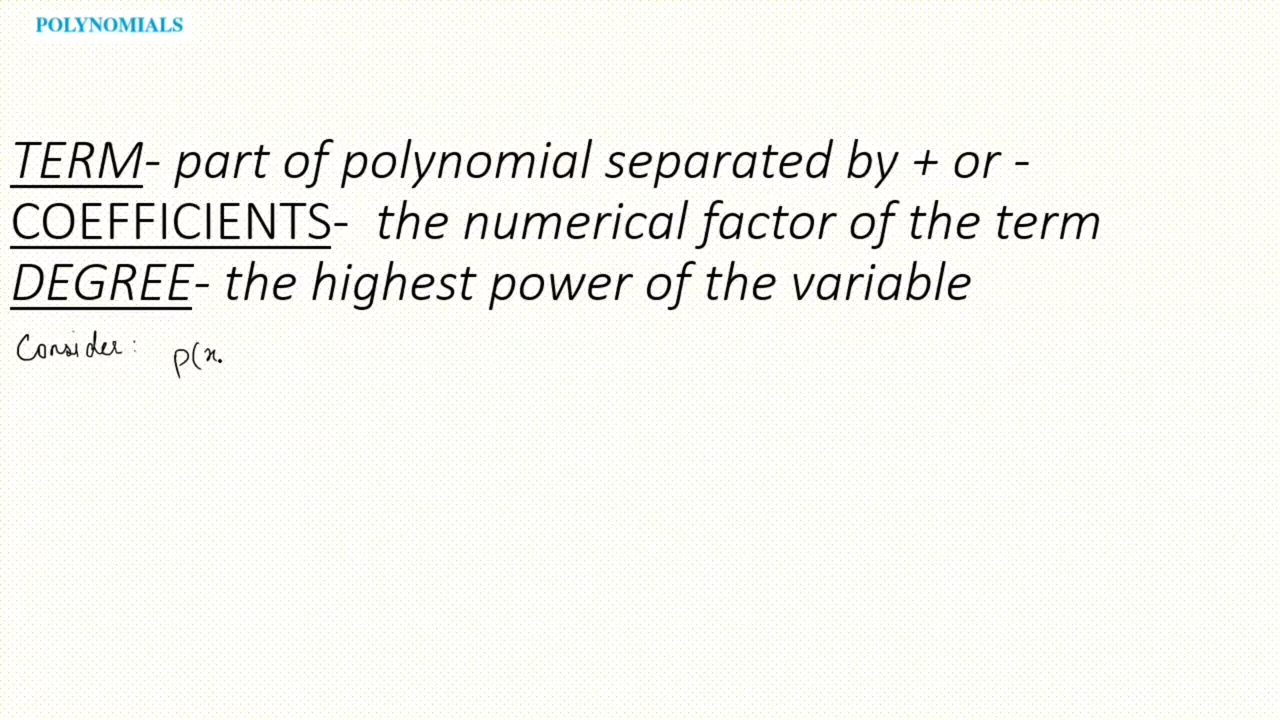 POLYNOMIALS
TERM- part of polynomial separated by + or -
COEFFICIENTS- the numerical factor of the term
DEGREE- the highest power of the variable
Consider: p(x